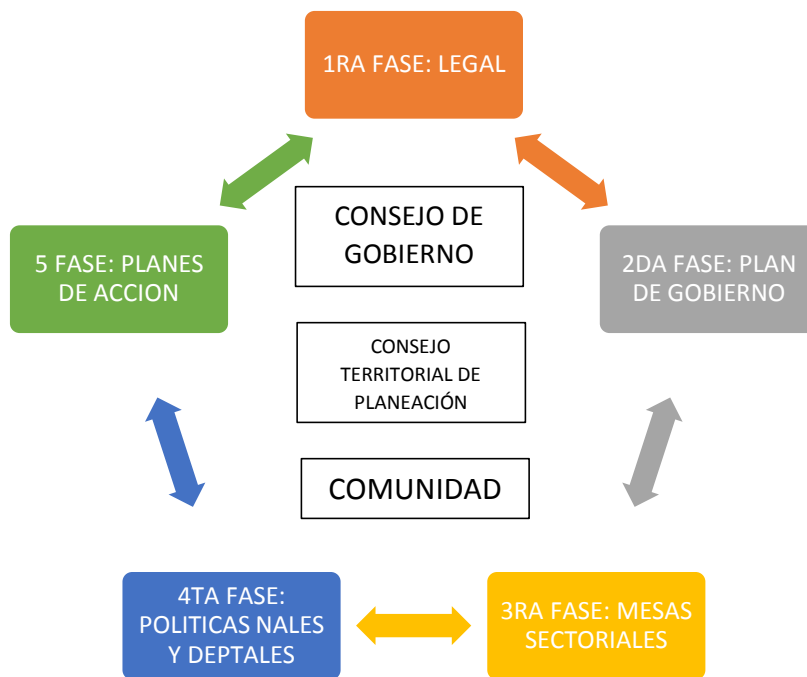 1RA FASE: LEGAL
CONSEJO DE
GOBIERNO
5 FASE: PLANES
DE ACCION
2DA FASE: PLAN
DE GOBIERNO
CONSEJO
TERRITORIAL DE
PLANEACIÓN
COMUNIDAD
4TA FASE:
POLITICAS NALES
Y DEPTALES
3RA FASE: MESAS
SECTORIALES